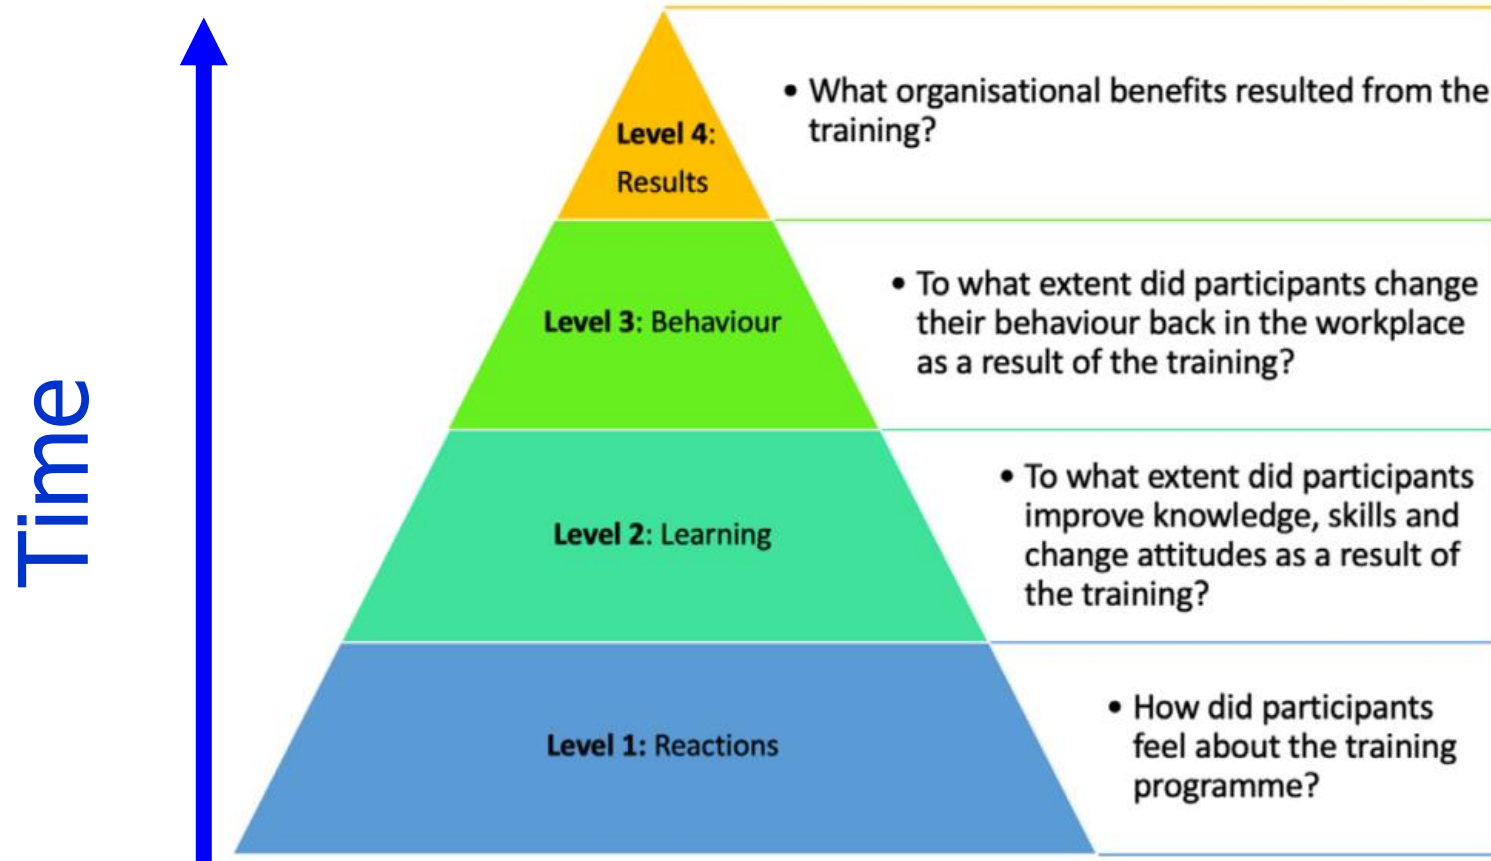 Time
Level 4:
Results
• What organisational benefits resulted from the
training?
Level 3: Behaviour
• To what extent did participants change
their behaviour back in the workplace
as a result of the training?
Level 2: Learning
• To what extent did participants
improve knowledge, skills and
change attitudes as a result of
the training?
Level 1: Reactions
• How did participants
feel about the training
programme?